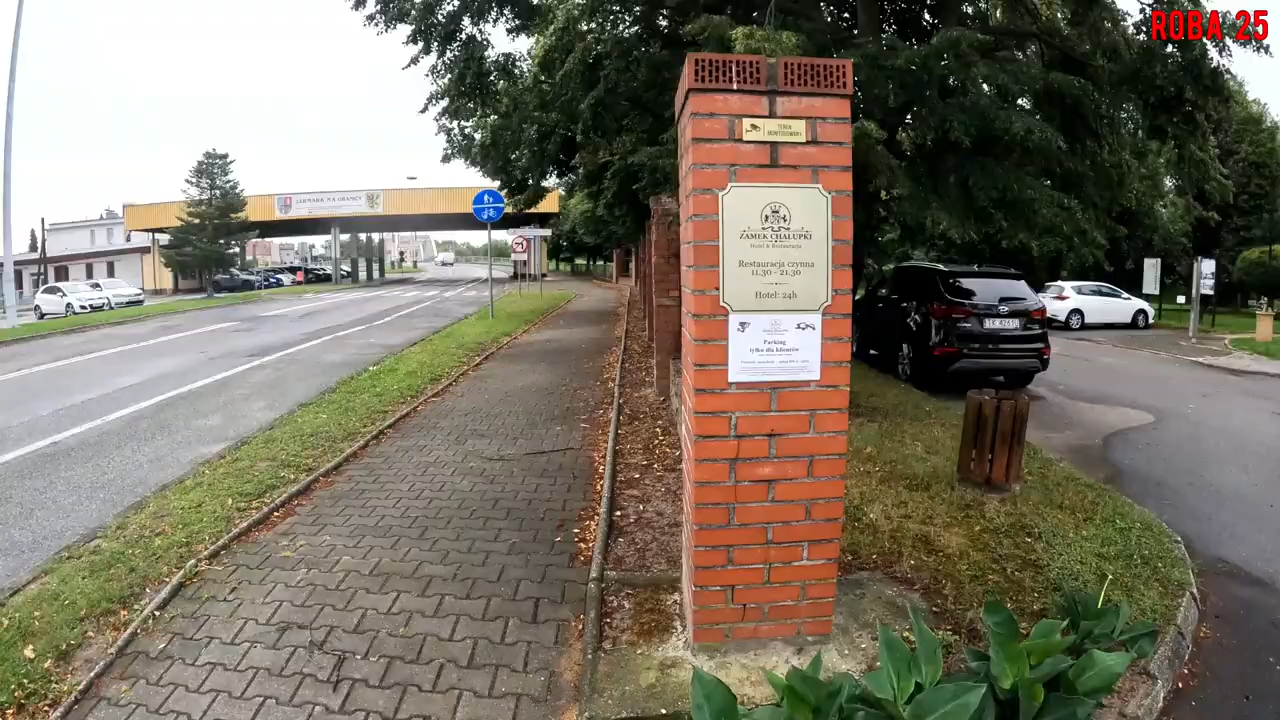 ROBA 25
TEREN
MONITOROWANY
JARMARK NA GRANICY
ZAMEK CHAŁUPKI
Hotel & Restauracja
Restauracja czynna
11.30 - 21.30
Hotel: 24h
Parking
tylko dla klientów